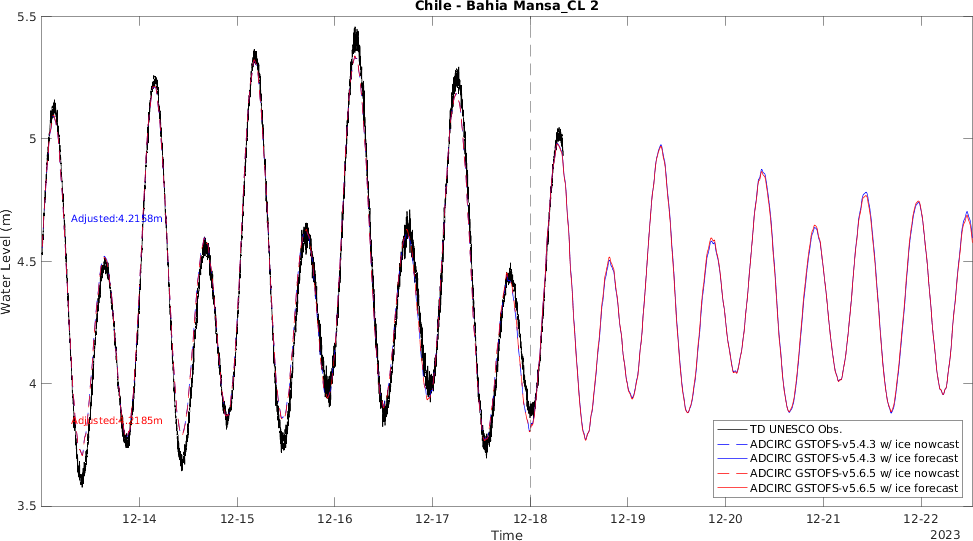 Chile - Bahia Mansa_CL 2
5.5
5
4.5
4
3.5
Water Level (m)
Adjusted:4.2158m
Adjusted:4.2185m
TD UNESCO Obs.
ADCIRC GSTOFS-v5.4.3 w/ ice nowcast
ADCIRC GSTOFS-v5.4.3 w/ ice forecast
ADCIRC GSTOFS-v5.6.5 w/ ice nowcast
ADCIRC GSTOFS-v5.6.5 w/ ice forecast
12-14 12-15 12-16 12-17 12-18 12-19 12-20 12-21 12-22
Time
2023